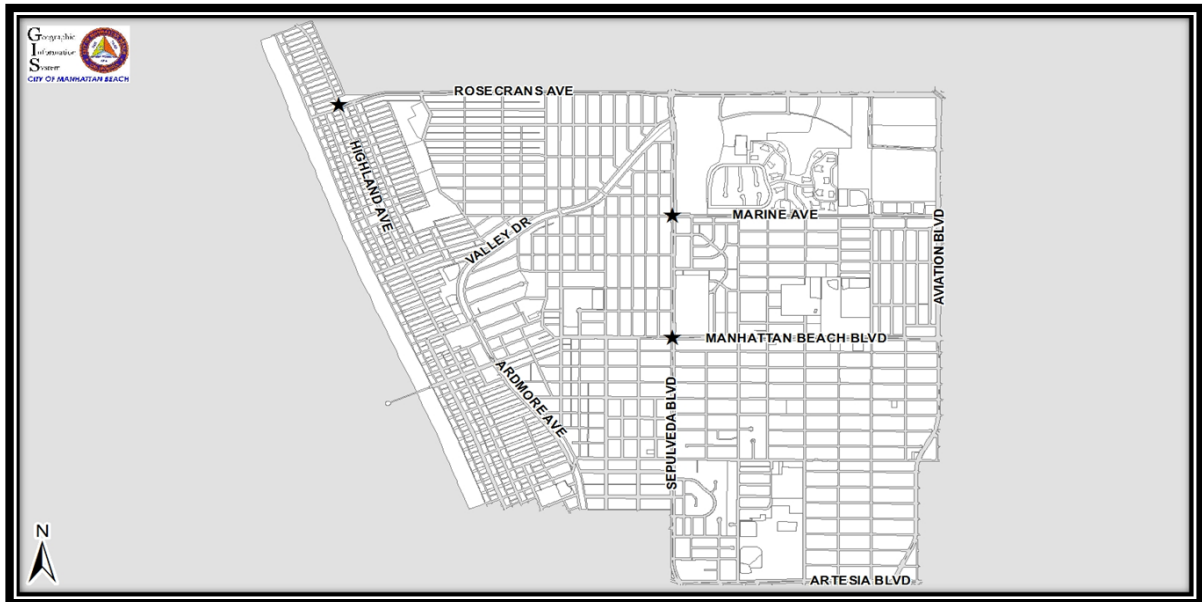 Geographic
Information
System
CITY OF MANHATTAN BEACH
ROSECRANS AVE
HIGHLAND AVE
VALLEY DR
MARINE AVE
AVIATION BLVD
MANHATTAN BEACH BLVD
ARDMORE AVE
SEPULVEDA BLVD
ARTESIA BLVD
N